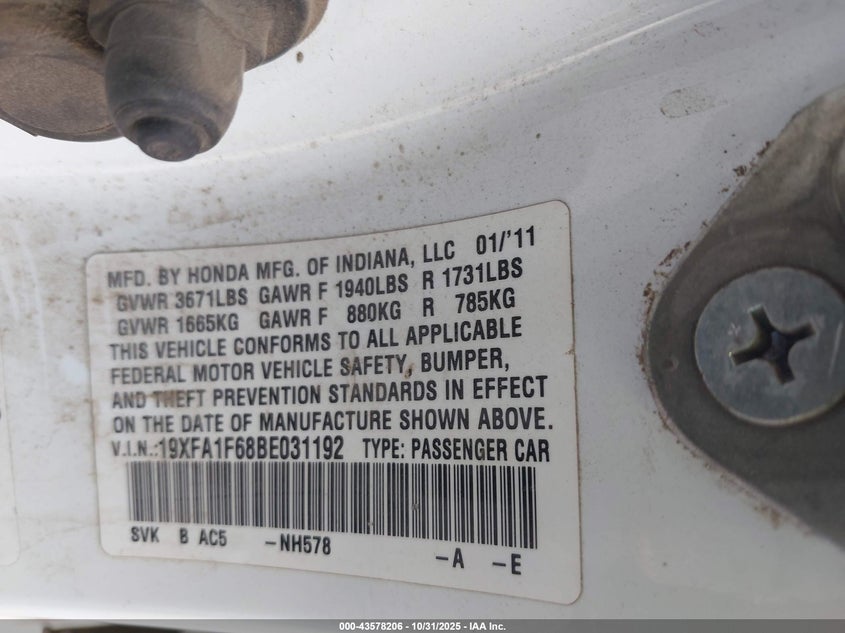 MFD. BY HONDA MFG. OF INDIANA, LLC 01/'11
GVWR 3671LBS GAWR F 1940LBS R 1731LBS
GVWR 1665KG GAWR F 880KG R 785KG
THIS VEHICLE CONFORMS TO ALL APPLICABLE
FEDERAL MOTOR VEHICLE SAFETY, BUMPER,
AND THEFT PREVENTION STANDARDS IN EFFECT
ON THE DATE OF MANUFACTURE SHOWN ABOVE.
V.I.N.:19XFA1F68BE031192 TYPE: PASSENGER CAR
SVK B AC5 -NH578 -A -E
000-43578206 - 10/31/2025 - IAA Inc.